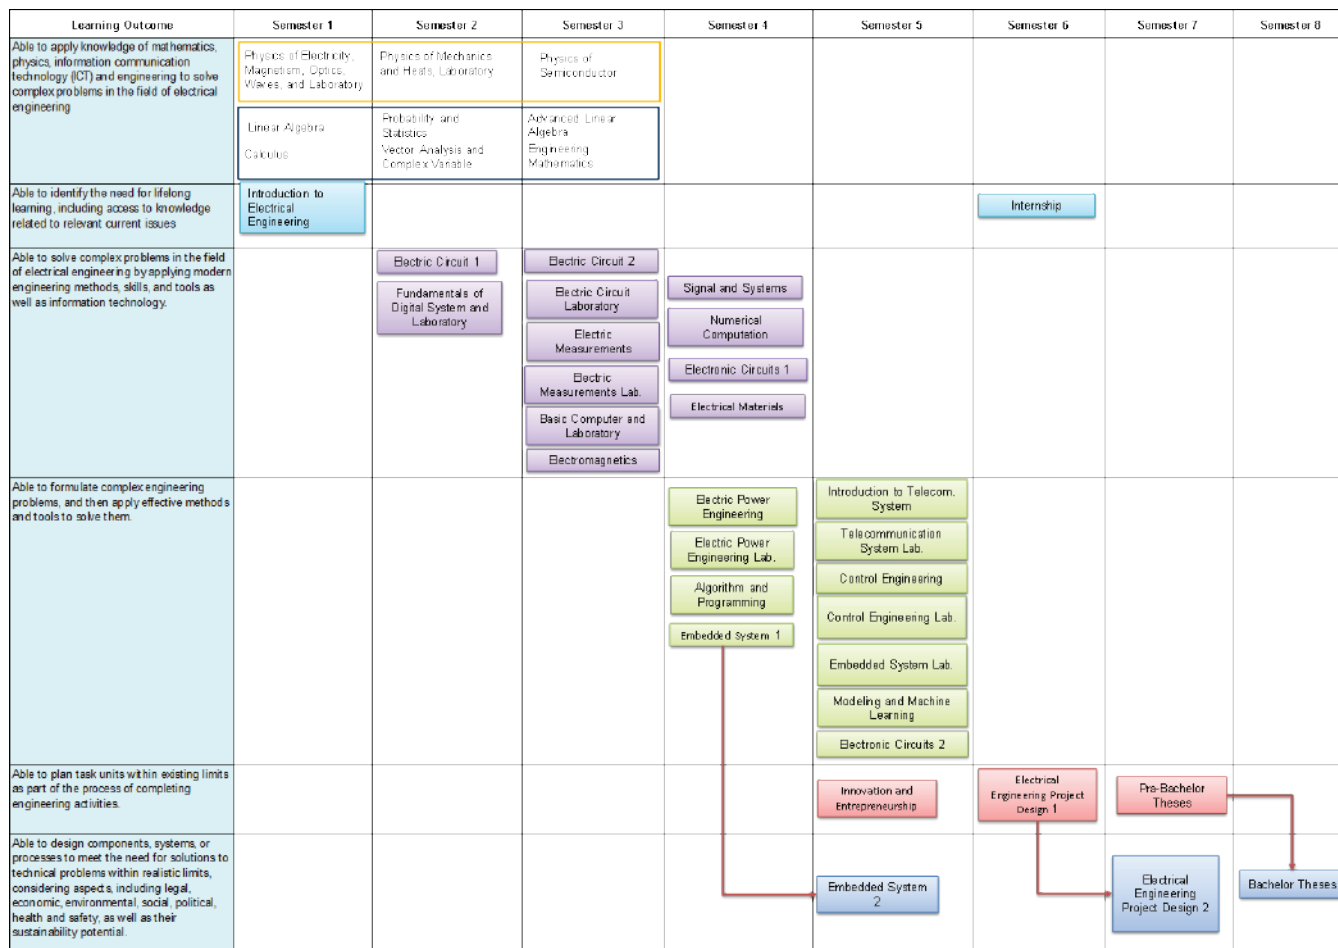 Learning Outcome
Semester 1
Semester 2
Semester 3
Semester 4
Semester 5
Semester 6
Semester 7
Semester 8
Able to apply knowledge of mathematics,
physics, information communication
technology (ICT) and engineering to solve
complex problems in the field of electrical
engineering
Physics of Electricity,
Magnetism, Optics,
Waves, and Laboratory
Physics of Mechanics
and Heats, Laboratory
Physics of
Semiconductor
Linear Algebra
Calculus
Probability and
Statistics
Vector Analysis and
Complex Variable
Advanced Linear
Algebra
Engineering
Mathematics
Able to identify the need for lifelong
learning, including access to knowledge
related to relevant current issues
Introduction to
Electrical
Engineering
Internship
Able to solve complex problems in the field
of electrical engineering by applying modern
engineering methods, skills, and tools as
well as information technology.
Electric Circuit 1
Fundamentals of
Digital System and
Laboratory
Electric Circuit 2
Electric Circuit
Laboratory
Electric
Measurements
Electric
Measurements Lab.
Basic Computer and
Laboratory
Electromagnetics
Signal and Systems
Numerical
Computation
Electronic Circuits 1
Electrical Materials
Able to formulate complex engineering
problems, and then apply effective methods
and tools to solve them.
Electric Power
Engineering
Electric Power
Engineering Lab.
Algorithm and
Programming
Embedded System 1
Introduction to Telecom.
System
Telecommunication
System Lab.
Control Engineering
Control Engineering Lab.
Embedded System Lab.
Modeling and Machine
Learning
Electronic Circuits 2
Able to plan task units within existing limits
as part of the process of completing
engineering activities.
Innovation and
Entrepreneurship
Electrical
Engineering Project
Design 1
Pra-Bachelor
Theses
Able to design components, systems, or
processes to meet the need for solutions to
technical problems within realistic limits,
considering aspects, including legal,
economic, environmental, social, political,
health and safety, as well as their
sustainability potential.
Embedded System
2
Electrical
Engineering
Project Design 2
Bachelor Theses